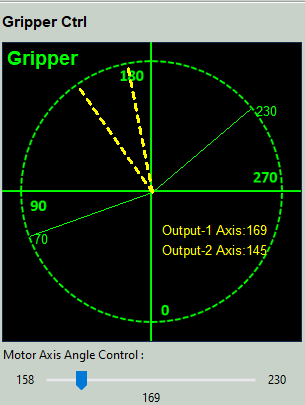 Gripper Ctrl
Gripper
180
230
270
90
70
Output-1 Axis:169
Output-2 Axis:145
0
Motor Axis Angle Control :
158 230
169